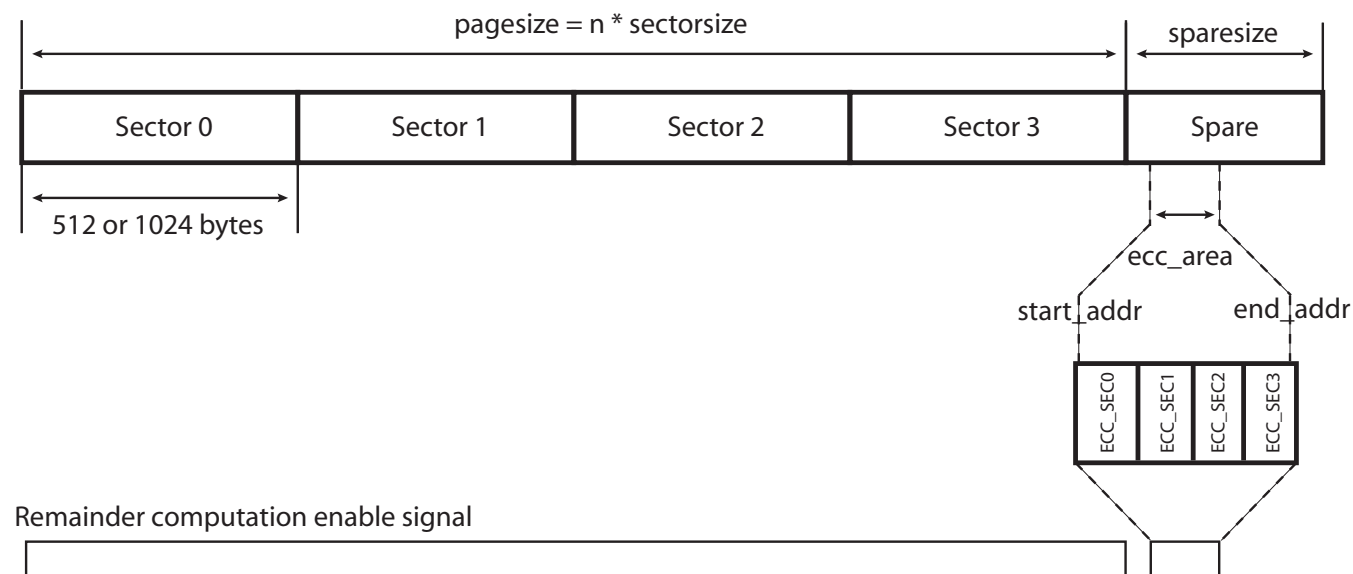 pagesize = n * sectorsize
sparesize
Sector 0
Sector 1
Sector 2
Sector 3
Spare
512 or 1024 bytes
ecc_area
start_addr
end_addr
ECC_SEC0
ECC_SEC1
ECC_SEC2
ECC_SEC3
Remainder computation enable signal